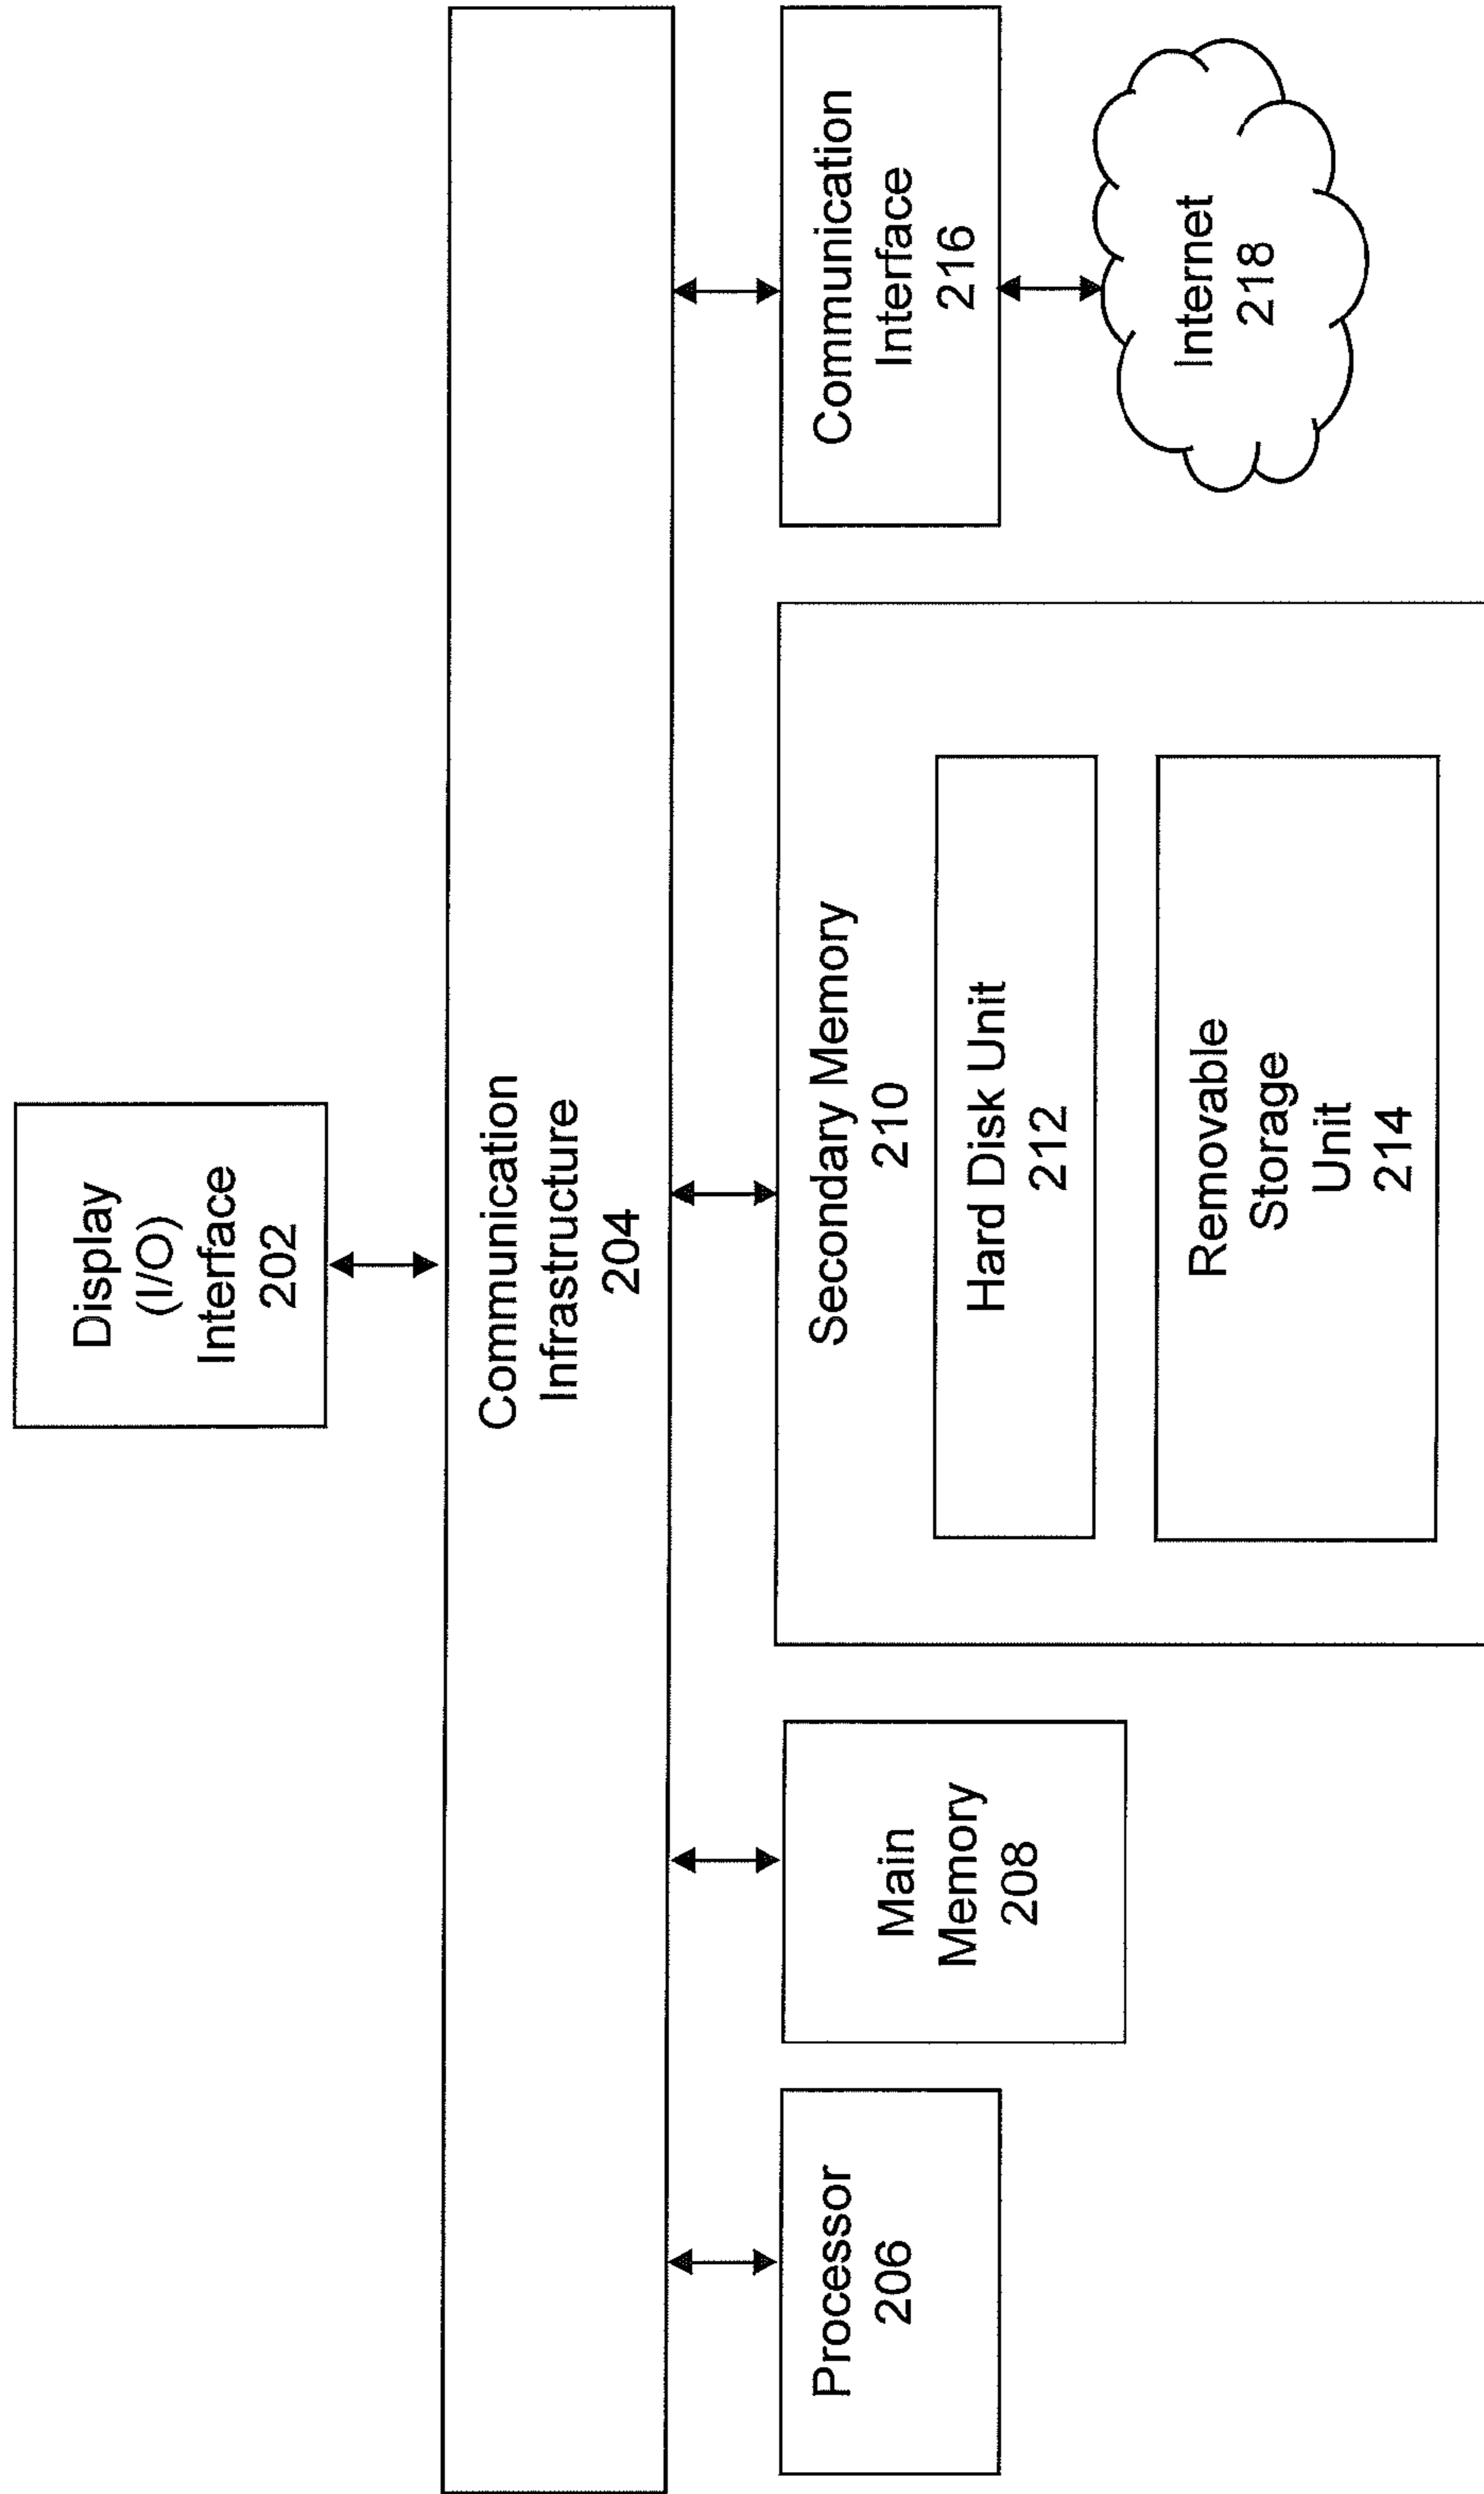 Display
(I/O)
Interface
202
Communication
Infrastructure
204
Processor
206
Main
Memory
208
Secondary Memory
210
Hard Disk Unit
212
Removable
Storage
Unit
214
Communication
Interface
216
Internet
218